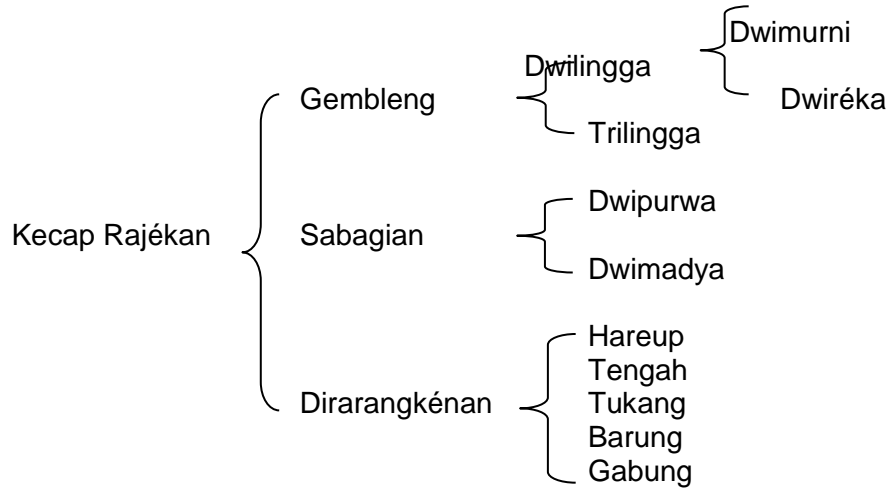 Dwimurni
Dwilingga
Gembleng
Dwiréka
Trilingga
Dwipurwa
Kecap Rajékan
Sabagian
Dwimadya
Hareup
Tengah
Dirarangkénan
Tukang
Barung
Gabung